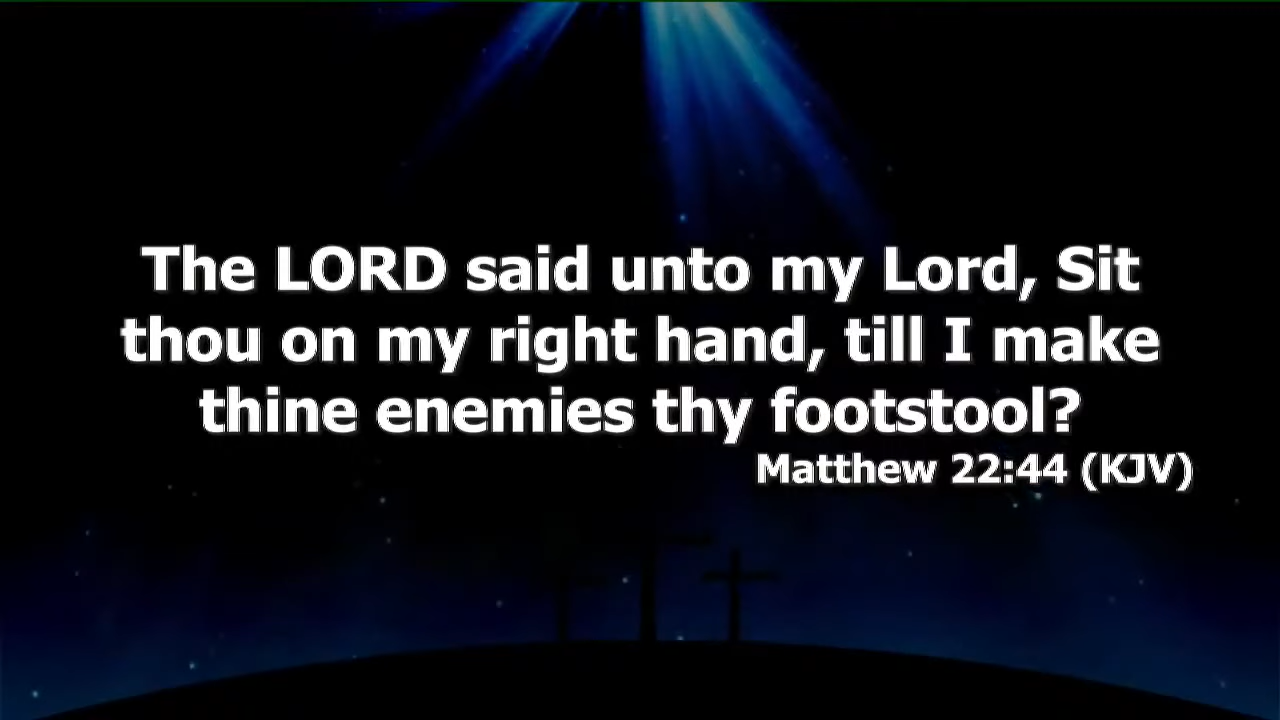 The LORD said unto my Lord, Sit
thou on my right hand, till I make
thine enemies thy footstool?
Matthew 22:44 (KJV)